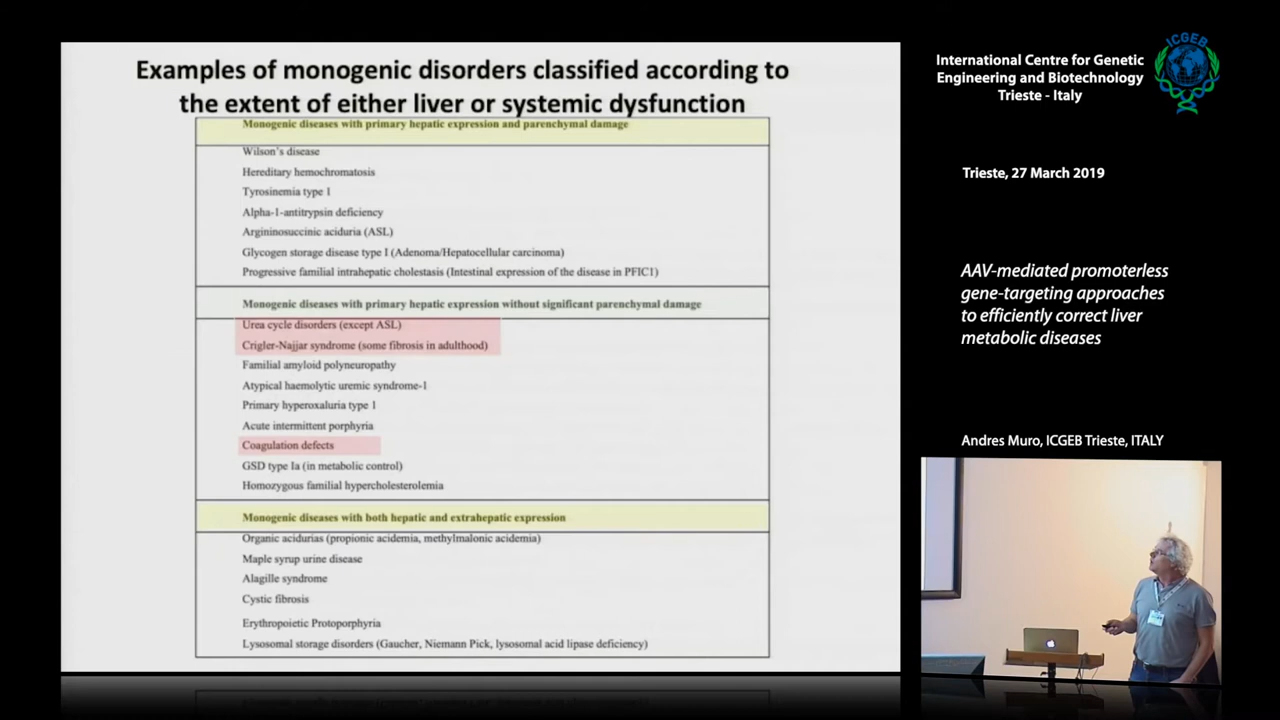 Examples of monogenic disorders classified according to
the extent of either liver or systemic dysfunction
Monogenic diseases with primary hepatic expression and parenchymal damage
Wilson's disease
Hereditary hemochromatosis
Tyrosinemia type I
Alpha-1-antitrypsin deficiency
Argininosuccinic aciduria (ASL)
Glycogen storage disease type I (Adenoma/Hepatocellular carcinoma)
Progressive familial intrahepatic cholestasis (Intestinal expression of the disease in PFIC1)
Monogenic diseases with primary hepatic expression without significant parenchymal damage
Urea cycle disorders (except ASL)
Crigler-Najjar syndrome (some fibrosis in adulthood)
Familial amyloid polyneuropathy
Atypical haemolytic uremic syndrome-1
Primary hyperoxaluria type 1
Acute intermittent porphyria
Coagulation defects
GSD type Ia (in metabolic control)
Homozygous familial hypercholesterolemia
Monogenic diseases with both hepatic and extrahepatic expression
Organic acidurias (propionic acidemia, methylmalonic acidemia)
Maple syrup urine disease
Alagille syndrome
Cystic fibrosis
Erythropoietic Protoporphyria
Lysosomal storage disorders (Gaucher, Niemann Pick, lysosomal acid lipase deficiency)
International Centre for Genetic
Engineering and Biotechnology
Trieste - Italy
ICGEB
Trieste, 27 March 2019
AAV-mediated promoterless
gene-targeting approaches
to efficiently correct liver
metabolic diseases
Andres Muro, ICGEB Trieste, ITALY